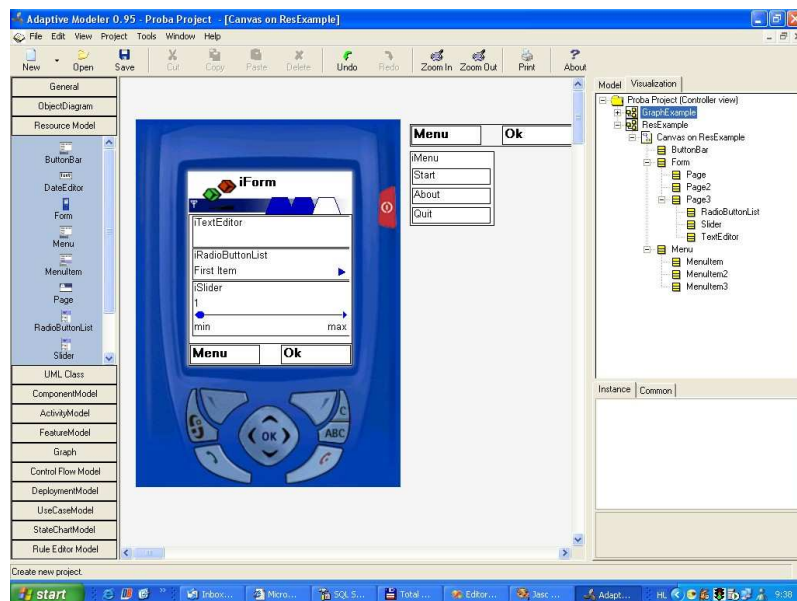 Adaptive Modeler 0.95 - Proba Project - [Canvas on ResExample]
File Edit View Project Tools Window Help
New Open Save Cut Copy Paste Delete Undo Redo Zoom In Zoom Out Print About
General
ObjectDiagram
Resource Model
ButtonBar
DateEditor
Form
Menu
MenuItem
Page
RadioButtonList
Slider
UML Class
ComponentModel
ActivityModel
FeatureModel
Graph
Control Flow Model
DeploymentModel
UseCaseModel
StateChartModel
Rule Editor Model
iForm
iTextEditor
iRadioButtonList
First Item
iSlider
1
min max
Menu Ok
OK
C
ABC
Menu Ok
iMenu
Start
About
Quit
Model Visualization
Proba Project (Controller view)
GraphExample
ResExample
Canvas on ResExample
ButtonBar
Form
Page
Page2
Page3
RadioButtonList
Slider
TextEditor
Menu
MenuItem
MenuItem2
MenuItem3
Instance Common
Create new project.
start Inbox... Micro... SQL S... Total ... Editor... Jasc ... Adapt... HL 9:38